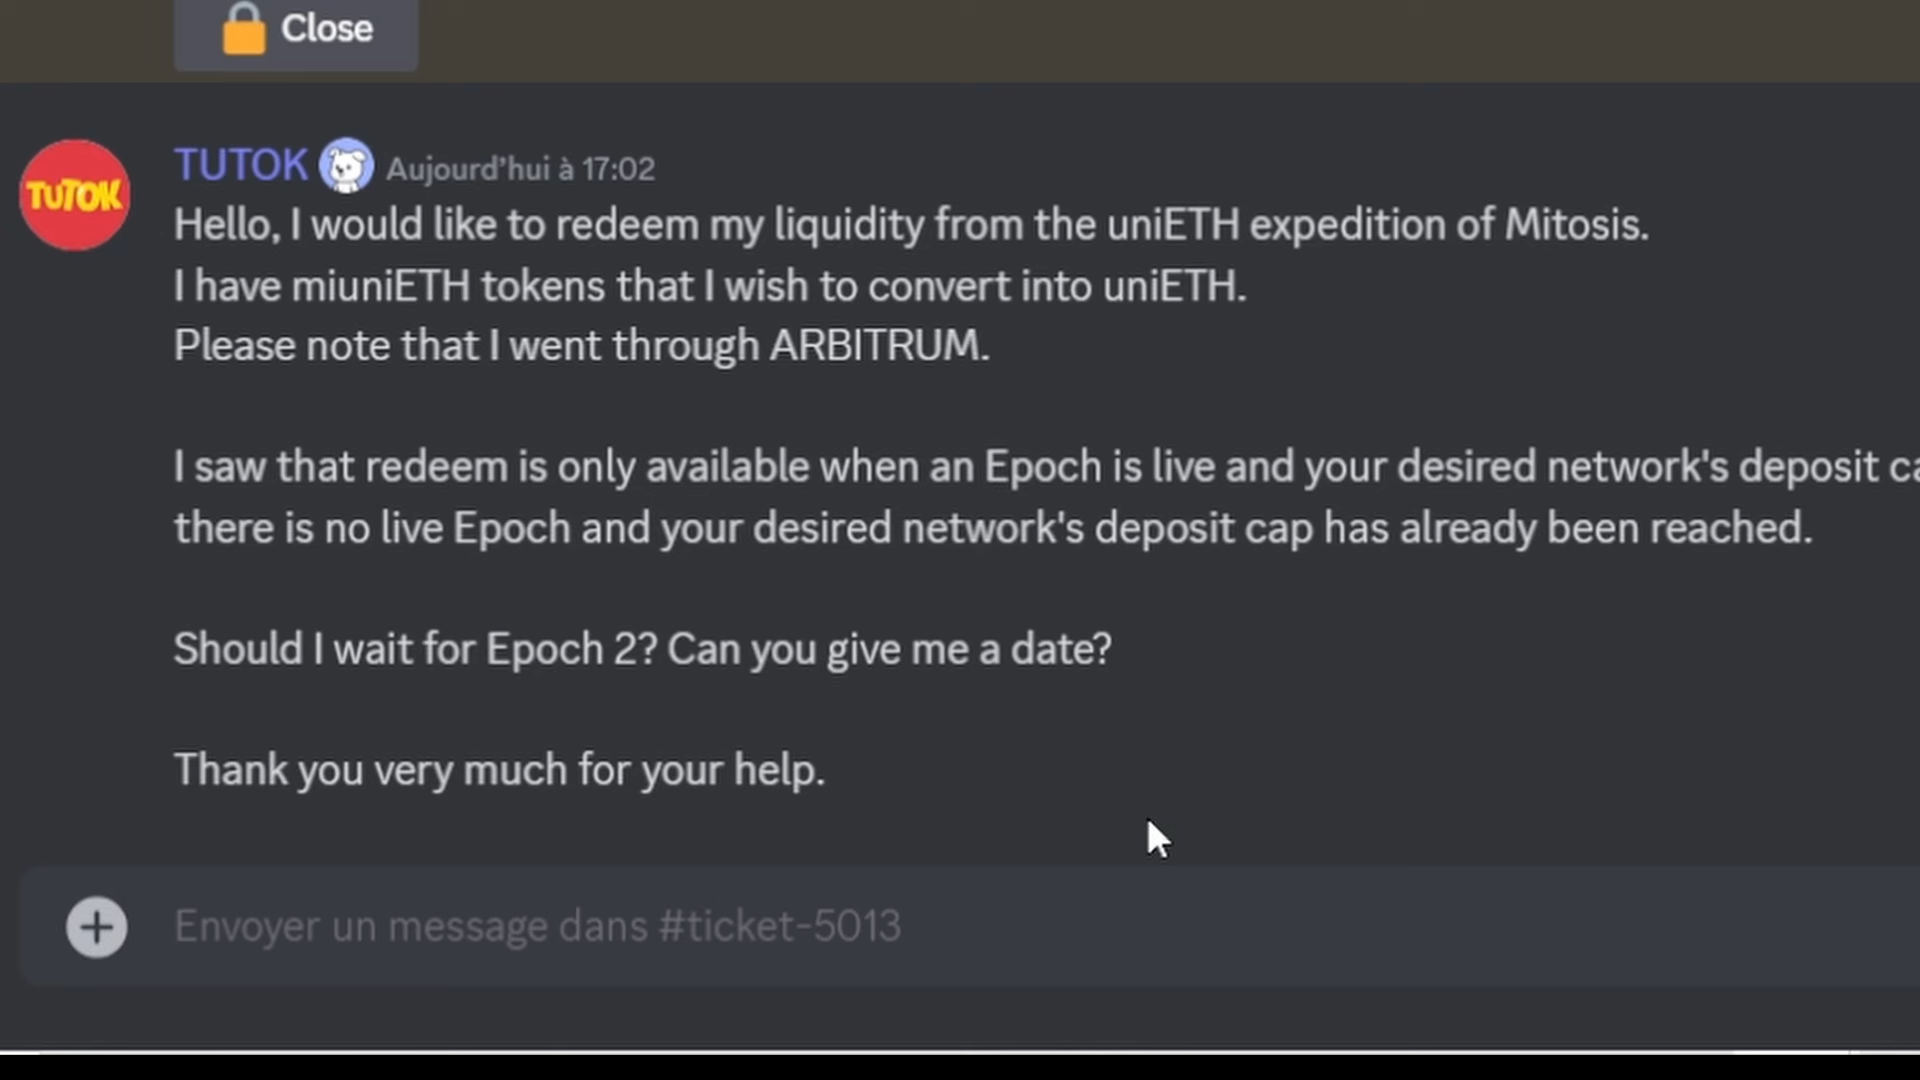 Close
TUTOK
TUTOK Aujourd'hui à 17:02
Hello, I would like to redeem my liquidity from the uniETH expedition of Mitosis.
I have miuniETH tokens that I wish to convert into uniETH.
Please note that I went through ARBITRUM.
I saw that redeem is only available when an Epoch is live and your desired network's deposit
there is no live Epoch and your desired network's deposit cap has already been reached.
Should I wait for Epoch 2? Can you give me a date?
Thank you very much for your help.
Envoyer un message dans #ticket-5013